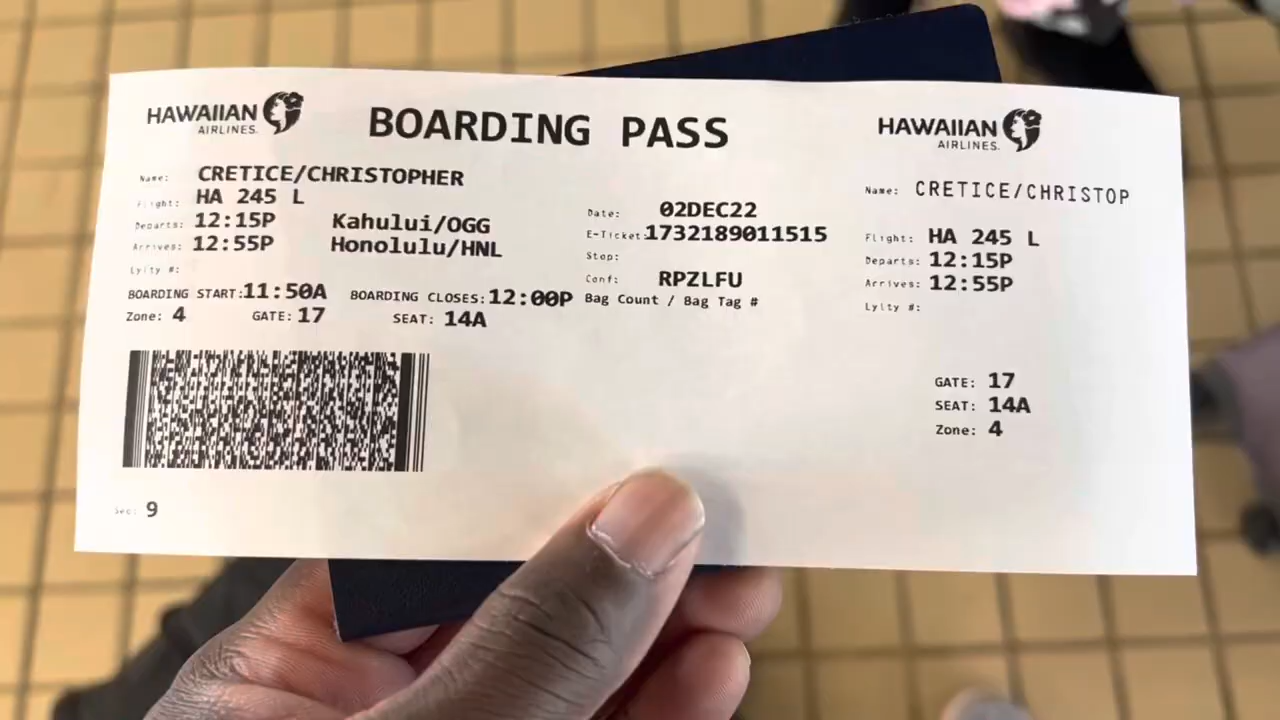 HAWAIIAN AIRLINES.
BOARDING PASS
HAWAIIAN AIRLINES.
Name: CRETICE/CHRISTOPHER
Flight: HA 245 L
Departs: 12:15P Kahului/OGG
Arrives: 12:55P Honolulu/HNL
Lylty #:
BOARDING START: 11:50A BOARDING CLOSES: 12:00P
Zone: 4 GATE: 17 SEAT: 14A
Date: 02DEC22
E-Ticket: 1732189011515
Stop:
Conf: RPZLFU
Bag Count / Bag Tag #
Seq: 9
Name: CRETICE/CHRISTOP
Flight: HA 245 L
Departs: 12:15P
Arrives: 12:55P
Lylty #:
GATE: 17
SEAT: 14A
Zone: 4